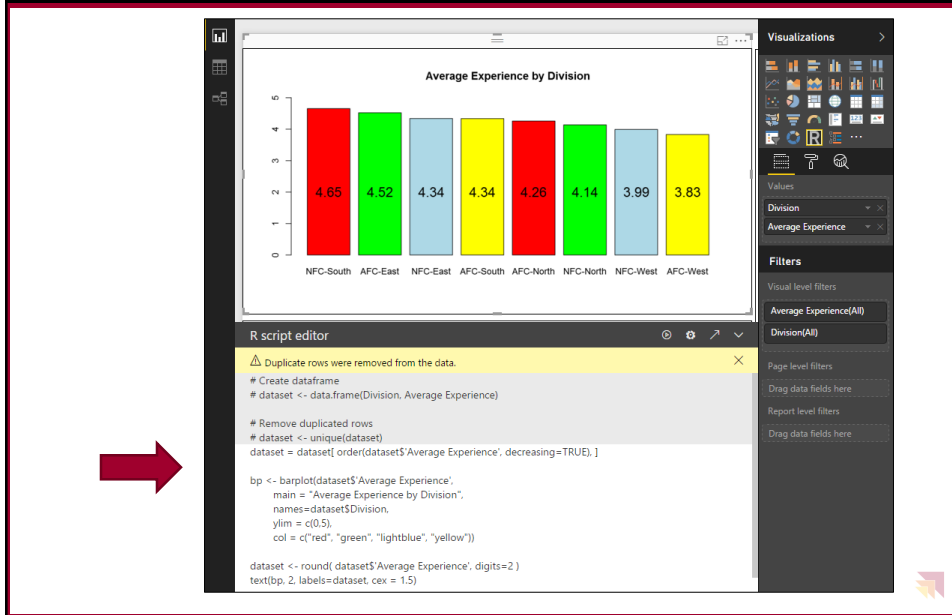 Visualizations
Average Experience by Division
5
4
3
2
1
0
4.65 4.52 4.34 4.34 4.26 4.14 3.99 3.83
NFC-South AFC-East NFC-East AFC-South AFC-North NFC-North NFC-West AFC-West
R
123
Values
Division
Average Experience
Filters
Visual level filters
Average Experience(All)
Division(All)
Page level filters
Drag data fields here
Report level filters
Drag data fields here
R script editor
Duplicate rows were removed from the data.
# Create dataframe
# dataset <- data.frame(Division, Average Experience)
# Remove duplicated rows
# dataset <- unique(dataset)
dataset = dataset[ order(dataset$'Average Experience', decreasing=TRUE), ]
bp <- barplot(dataset$'Average Experience',
main = "Average Experience by Division",
names=dataset$Division,
ylim = c(0,5),
col = c("red", "green", "lightblue", "yellow"))
dataset <- round( dataset$'Average Experience', digits=2 )
text(bp, 2, labels=dataset, cex = 1.5)